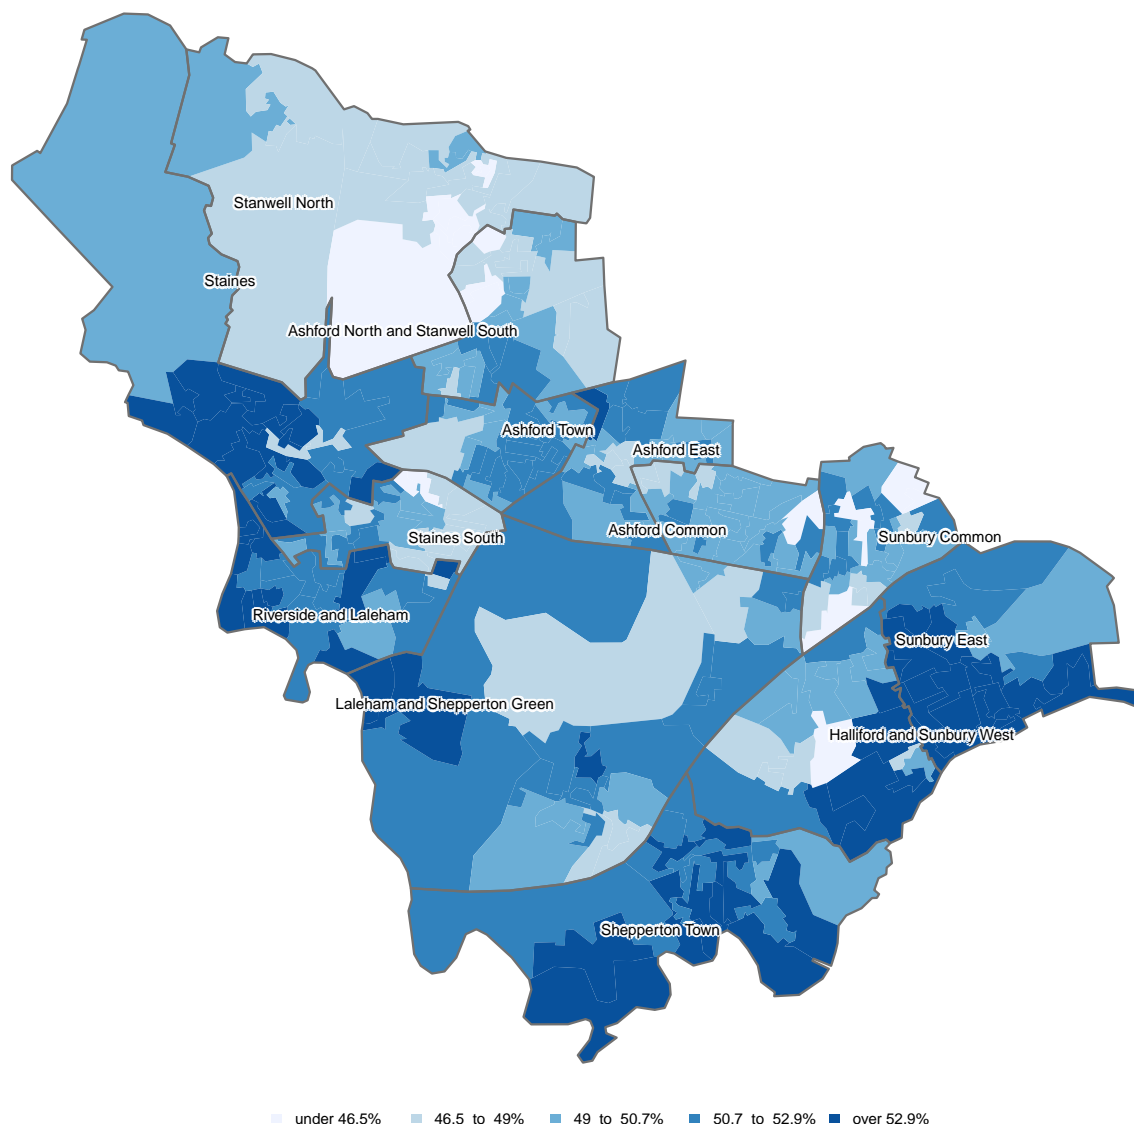 Stanwell North
Staines
Ashford North and Stanwell South
Ashford Town
Ashford East
Ashford Common
Staines South
Sunbury Common
Riverside and Laleham
Sunbury East
Laleham and Shepperton Green
Halliford and Sunbury West
Shepperton Town
under 46.5% 46.5 to 49% 49 to 50.7% 50.7 to 52.9% over 52.9%